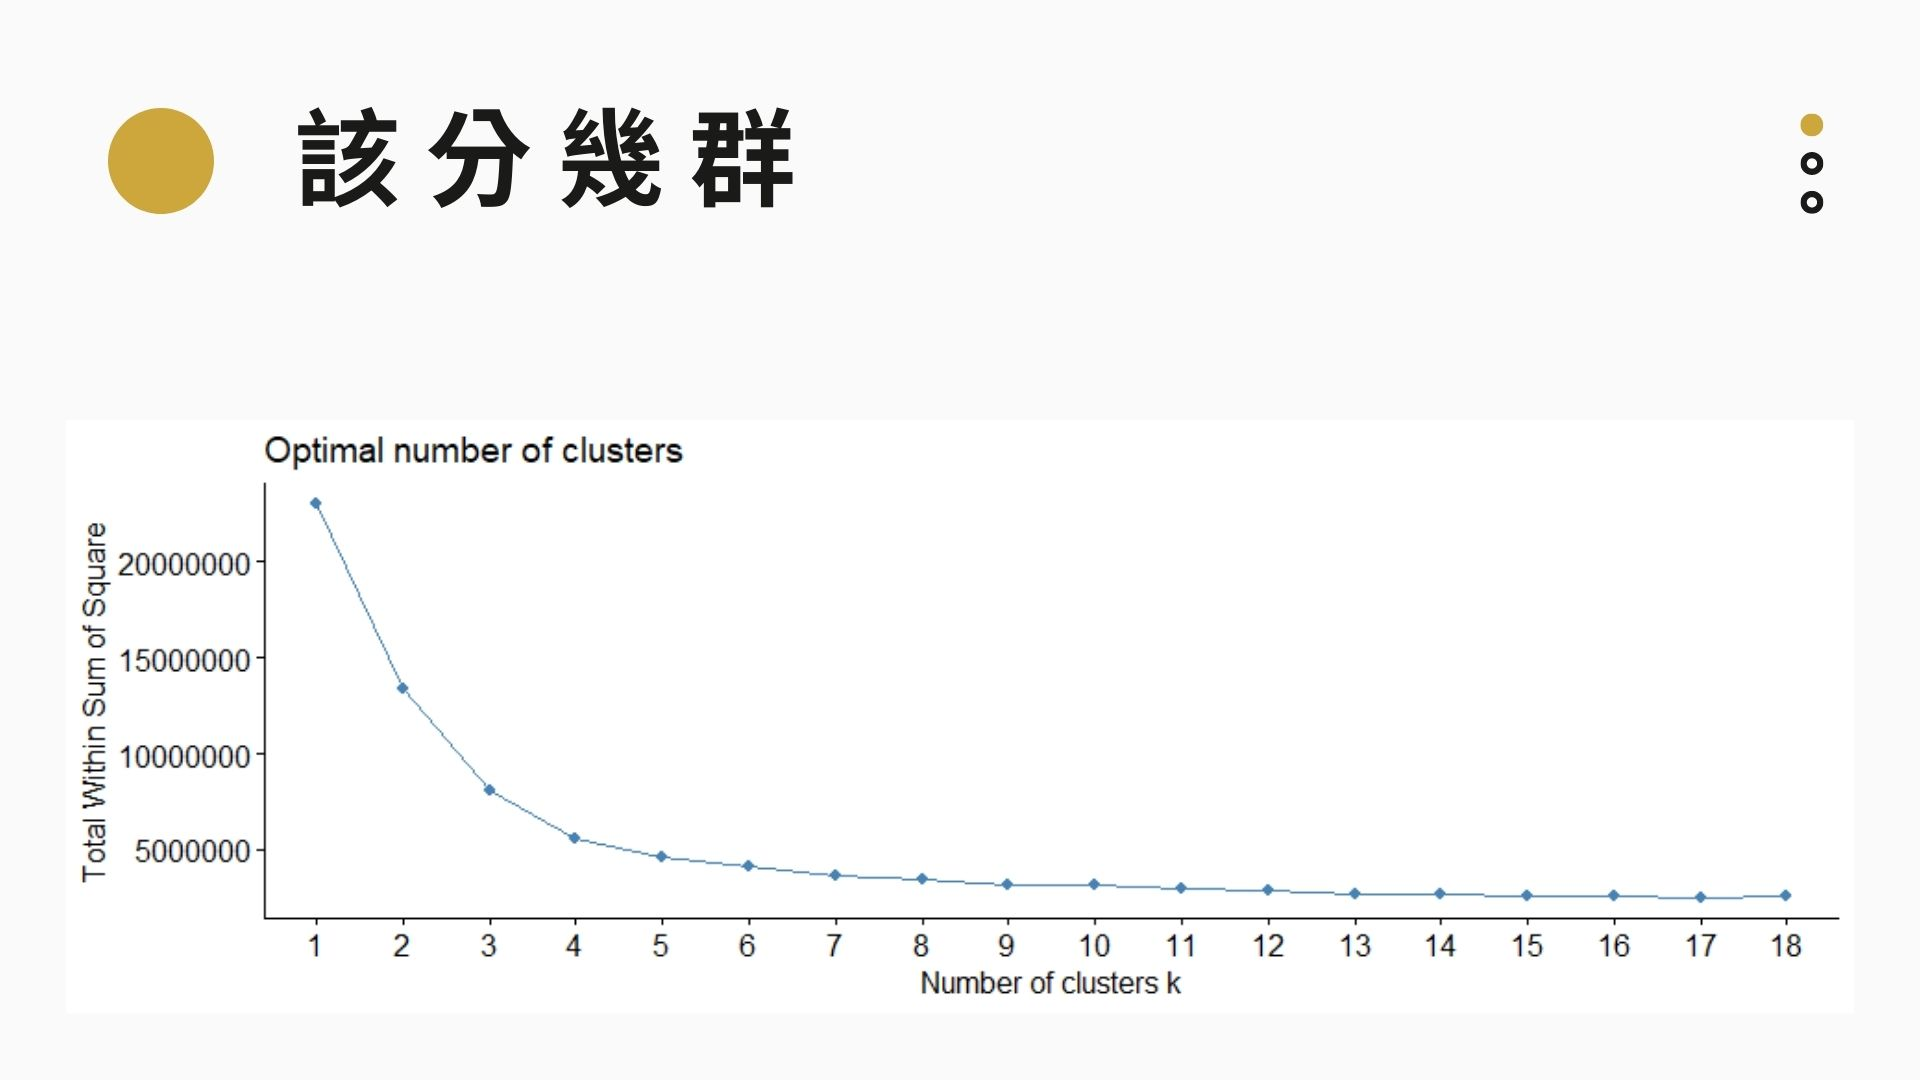 該分幾群
Optimal number of clusters
Total Within Sum of Square
20000000
15000000
10000000
5000000
1 2 3 4 5 6 7 8 9 10 11 12 13 14 15 16 17 18
Number of clusters k